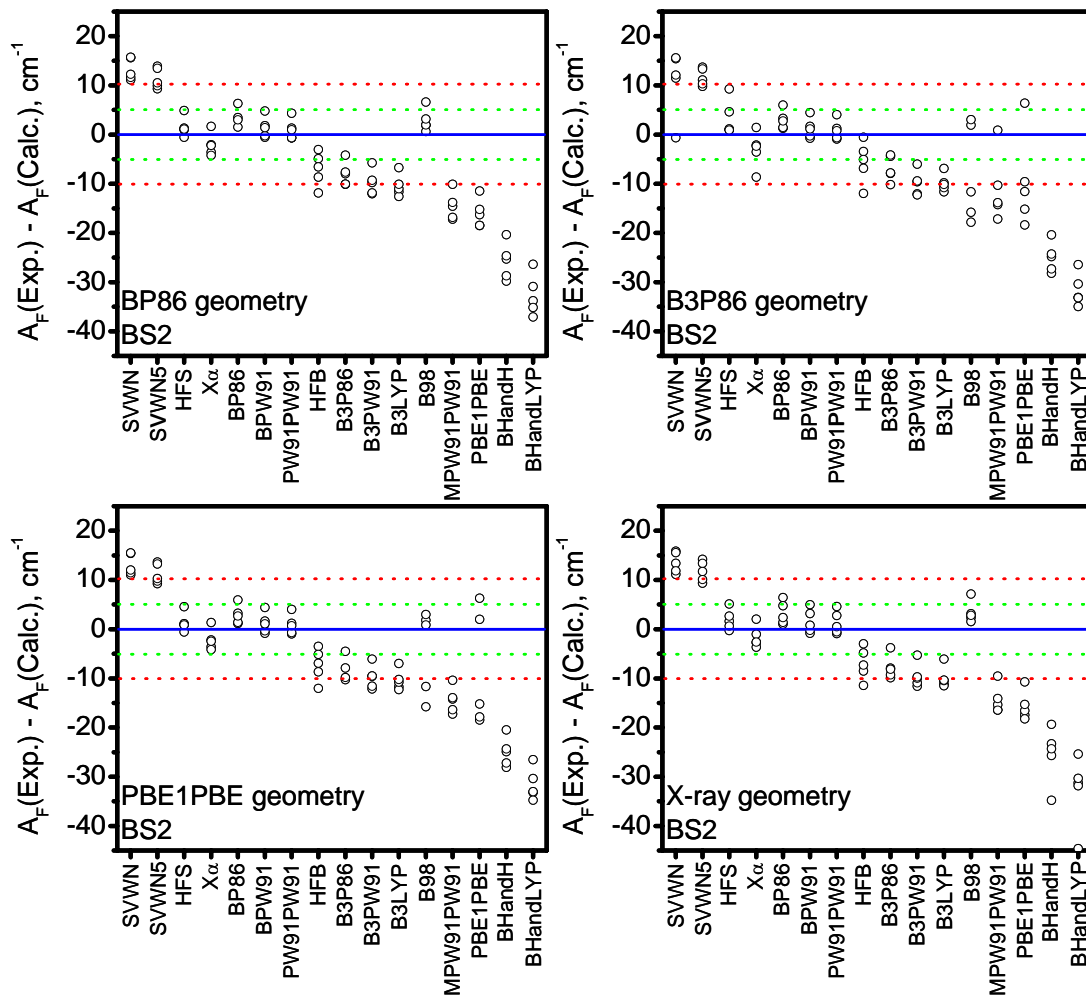 A_F(Exp.) - A_F(Calc.), cm⁻¹
20
10
0
-10
-20
-30
-40
BP86 geometry
BS2
SVWN
SVWN5
HFS
Xα
BP86
BPW91
PW91PW91
HFB
B3P86
B3PW91
B3LYP
B98
MPW91PW91
PBE1PBE
BHandH
BHandLYP
A_F(Exp.) - A_F(Calc.), cm⁻¹
20
10
0
-10
-20
-30
-40
B3P86 geometry
BS2
SVWN
SVWN5
HFS
Xα
BP86
BPW91
PW91PW91
HFB
B3P86
B3PW91
B3LYP
B98
MPW91PW91
PBE1PBE
BHandH
BHandLYP
A_F(Exp.) - A_F(Calc.), cm⁻¹
20
10
0
-10
-20
-30
-40
PBE1PBE geometry
BS2
SVWN
SVWN5
HFS
Xα
BP86
BPW91
PW91PW91
HFB
B3P86
B3PW91
B3LYP
B98
MPW91PW91
PBE1PBE
BHandH
BHandLYP
A_F(Exp.) - A_F(Calc.), cm⁻¹
20
10
0
-10
-20
-30
-40
X-ray geometry
BS2
SVWN
SVWN5
HFS
Xα
BP86
BPW91
PW91PW91
HFB
B3P86
B3PW91
B3LYP
B98
MPW91PW91
PBE1PBE
BHandH
BHandLYP